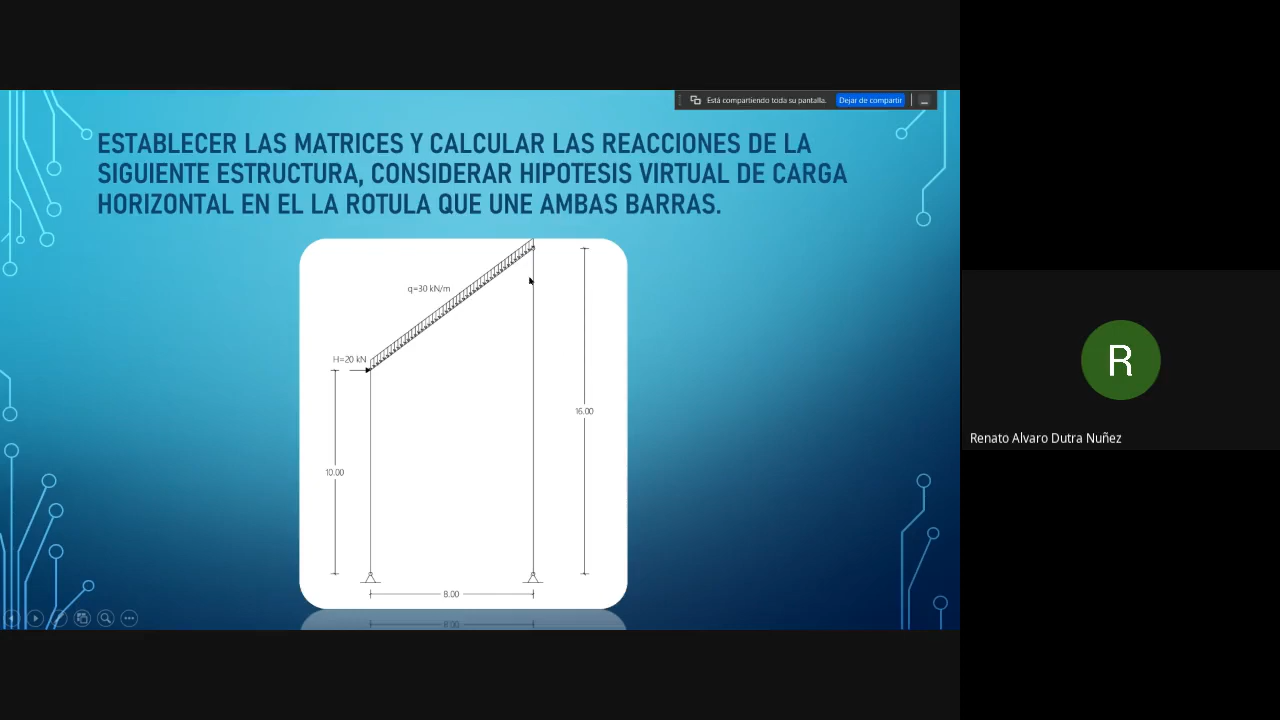 Está compartiendo toda su pantalla. Dejar de compartir
ESTABLECER LAS MATRICES Y CALCULAR LAS REACCIONES DE LA
SIGUIENTE ESTRUCTURA, CONSIDERAR HIPOTESIS VIRTUAL DE CARGA
HORIZONTAL EN EL LA ROTULA QUE UNE AMBAS BARRAS.
q=30 kN/m
H=20 kN
16.00
10.00
8.00
R
Renato Alvaro Dutra Nuñez